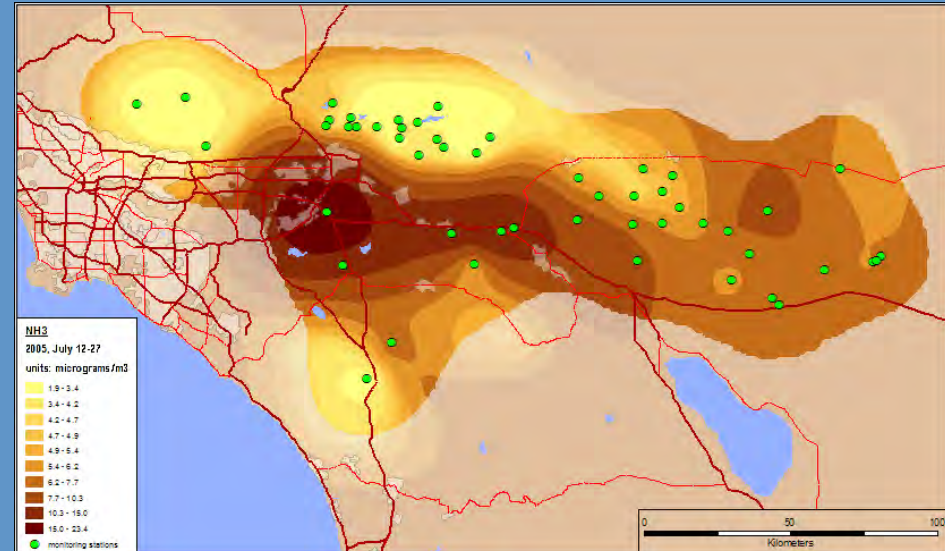 NH3
2005, July 12-27
units: micrograms/m3
1.9 - 3.4
3.4 - 4.2
4.2 - 4.7
4.7 - 4.9
4.9 - 5.4
5.4 - 6.2
6.2 - 7.7
7.7 - 10.3
10.3 - 15.0
15.0 - 23.4
monitoring stations
0 50 100
Kilometers